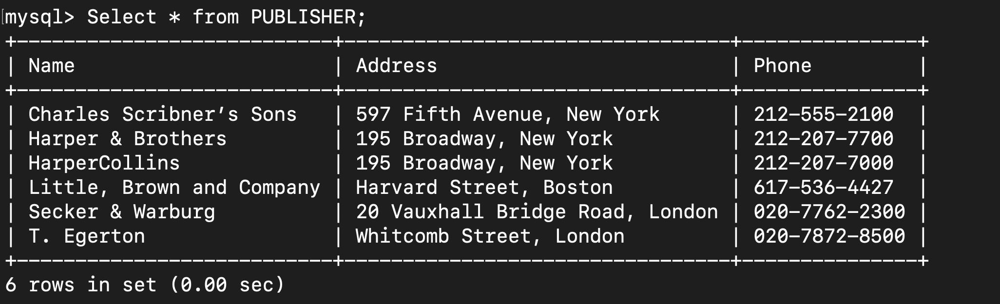 mysql> Select * from PUBLISHER;
+---------------------------+---------------------------------+---------------+
| Name                      | Address                         | Phone         |
+---------------------------+---------------------------------+---------------+
| Charles Scribner’s Sons   | 597 Fifth Avenue, New York      | 212-555-2100  |
| Harper & Brothers         | 195 Broadway, New York          | 212-207-7700  |
| HarperCollins             | 195 Broadway, New York          | 212-207-7000  |
| Little, Brown and Company | Harvard Street, Boston          | 617-536-4427  |
| Secker & Warburg          | 20 Vauxhall Bridge Road, London | 020-7762-2300 |
| T. Egerton                | Whitcomb Street, London         | 020-7872-8500 |
+---------------------------+---------------------------------+---------------+
6 rows in set (0.00 sec)